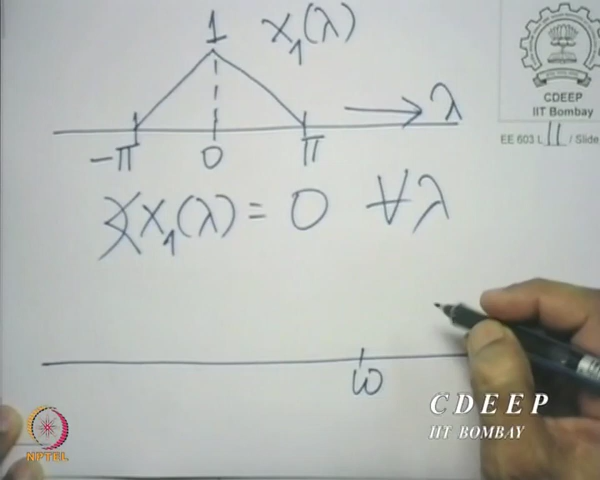 1 X₁(λ)
CDEEP
IIT Bombay
EE 603 L 11 / Slide
λ
-π 0 π
∡X₁(λ) = 0 ∀λ
ω
CDEEP
IIT BOMBAY
NPTEL